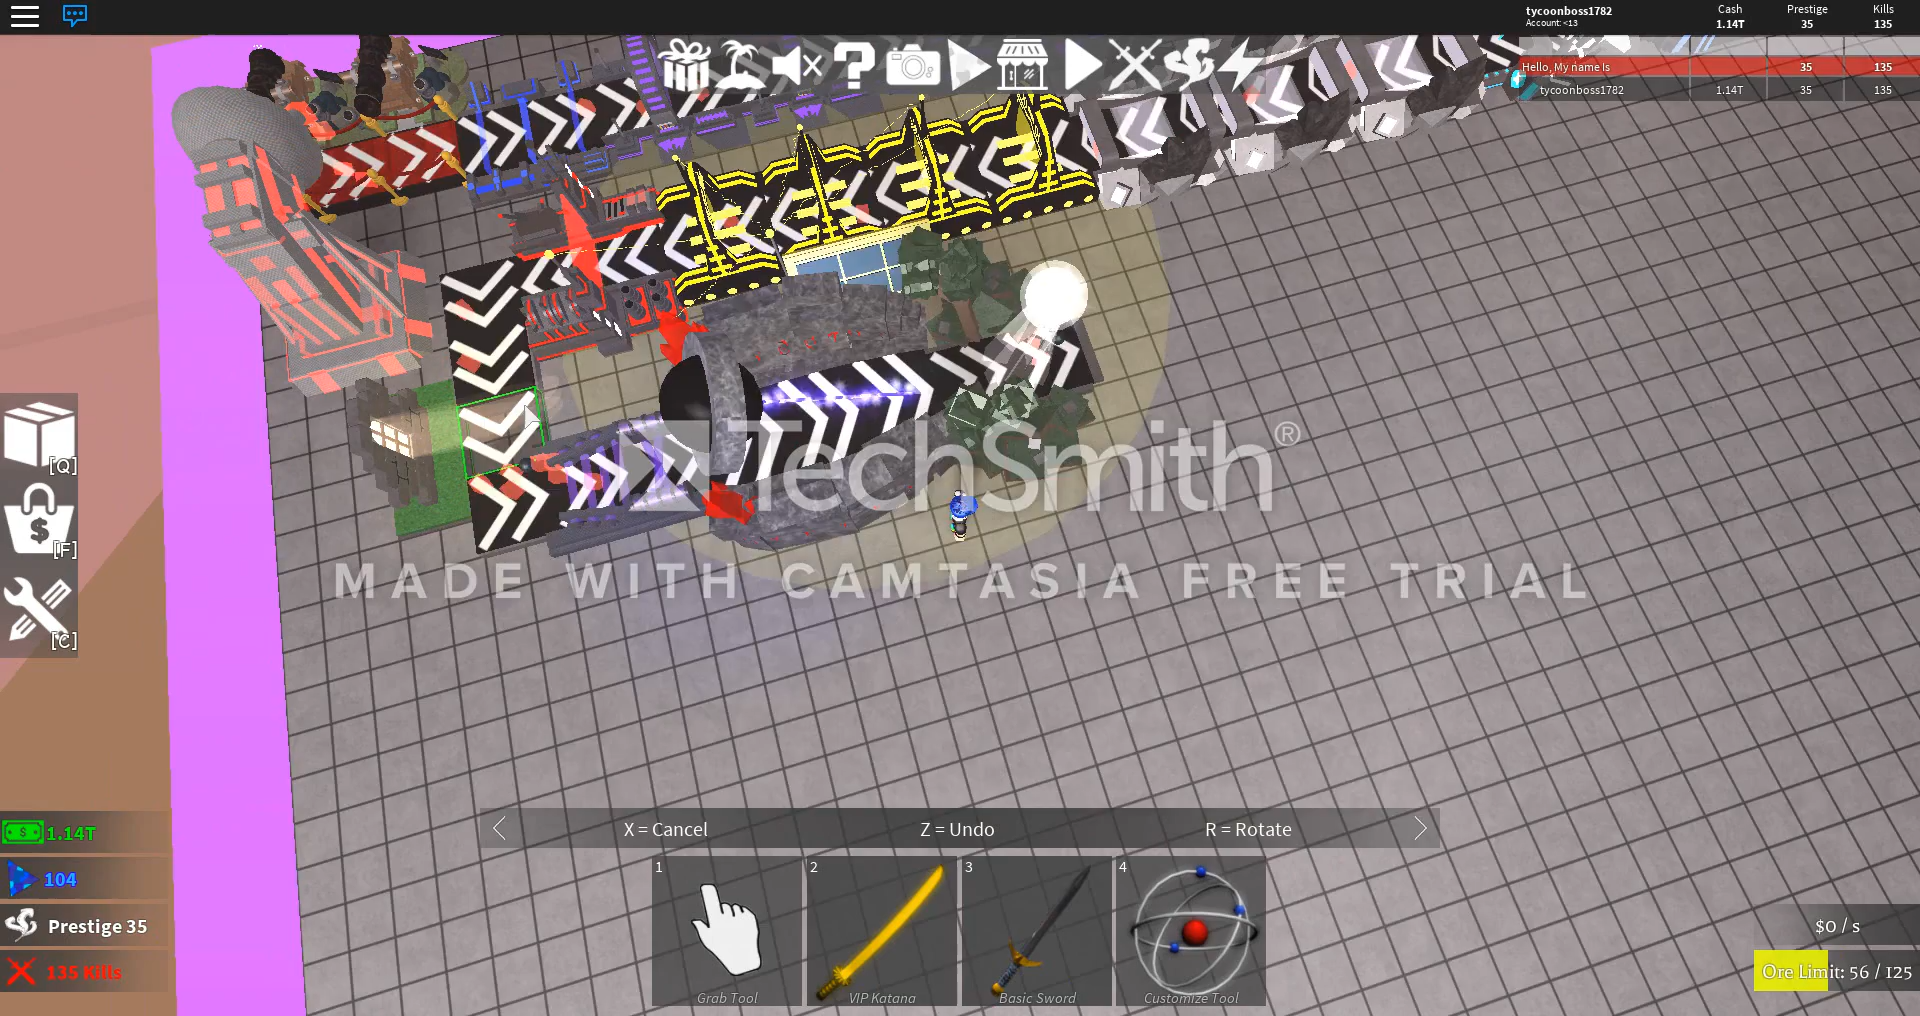 tycoonboss1782
Account: <13
Cash
1.14T
Prestige
35
Kills
135
Hello, My name Is
35
135
tycoonboss1782
1.14T
35
135
[Q]
[F]
[C]
TechSmith®
MADE WITH CAMTASIA FREE TRIAL
1.14T
104
Prestige 35
135 Kills
X = Cancel
Z = Undo
R = Rotate
1
2
3
4
Grab Tool
VIP Katana
Basic Sword
Customize Tool
$0 / s
Ore Limit: 56 / 125